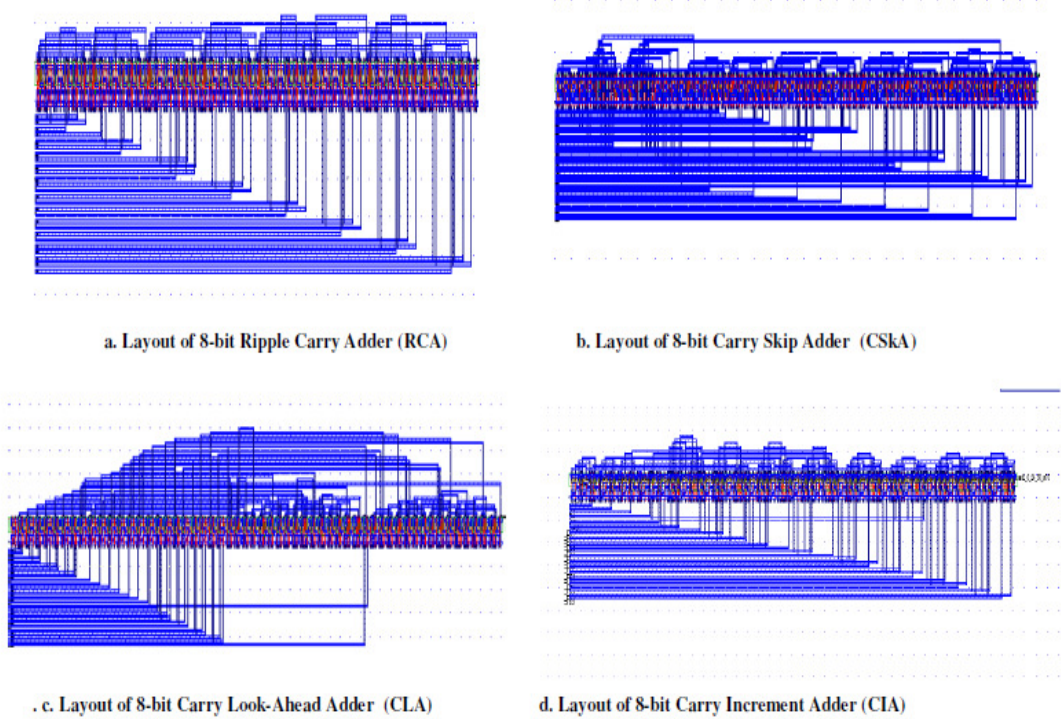 a. Layout of 8-bit Ripple Carry Adder (RCA)
b. Layout of 8-bit Carry Skip Adder (CSkA)
. c. Layout of 8-bit Carry Look-Ahead Adder (CLA)
d. Layout of 8-bit Carry Increment Adder (CIA)